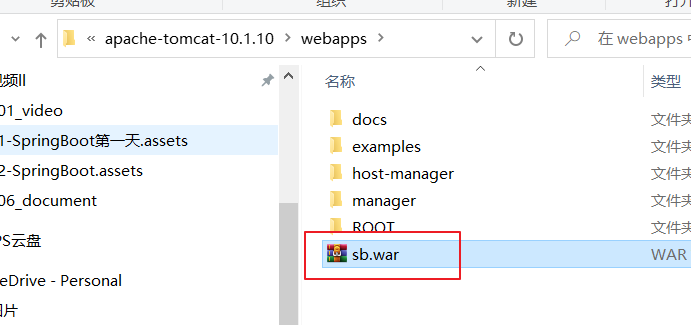 剪贴板 组织 新建 打开
« apache-tomcat-10.1.10 > webapps > 在 webapps 中
视频II
01_video
1-SpringBoot第一天.assets
2-SpringBoot.assets
06_document
PS云盘
eDrive - Personal
图片
名称 类型
docs 文件夹
examples 文件夹
host-manager 文件夹
manager 文件夹
ROOT 文件夹
sb.war WAR